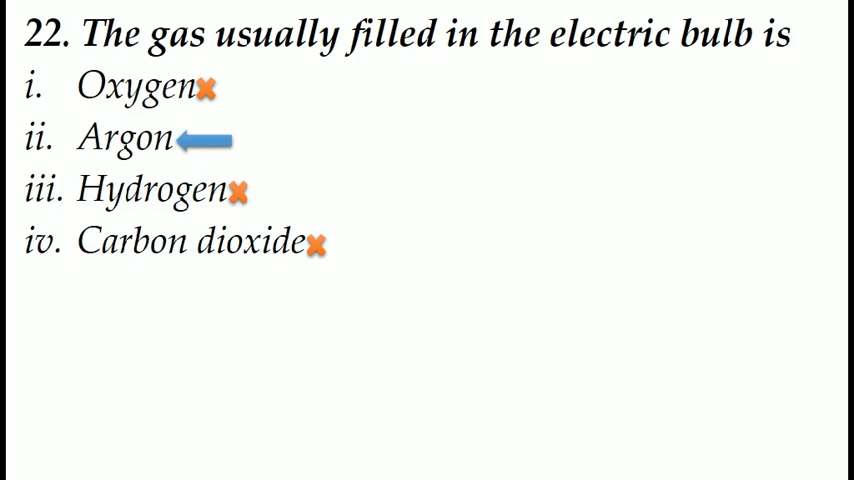 22. The gas usually filled in the electric bulb is
i. Oxygen
ii. Argon
iii. Hydrogen
iv. Carbon dioxide